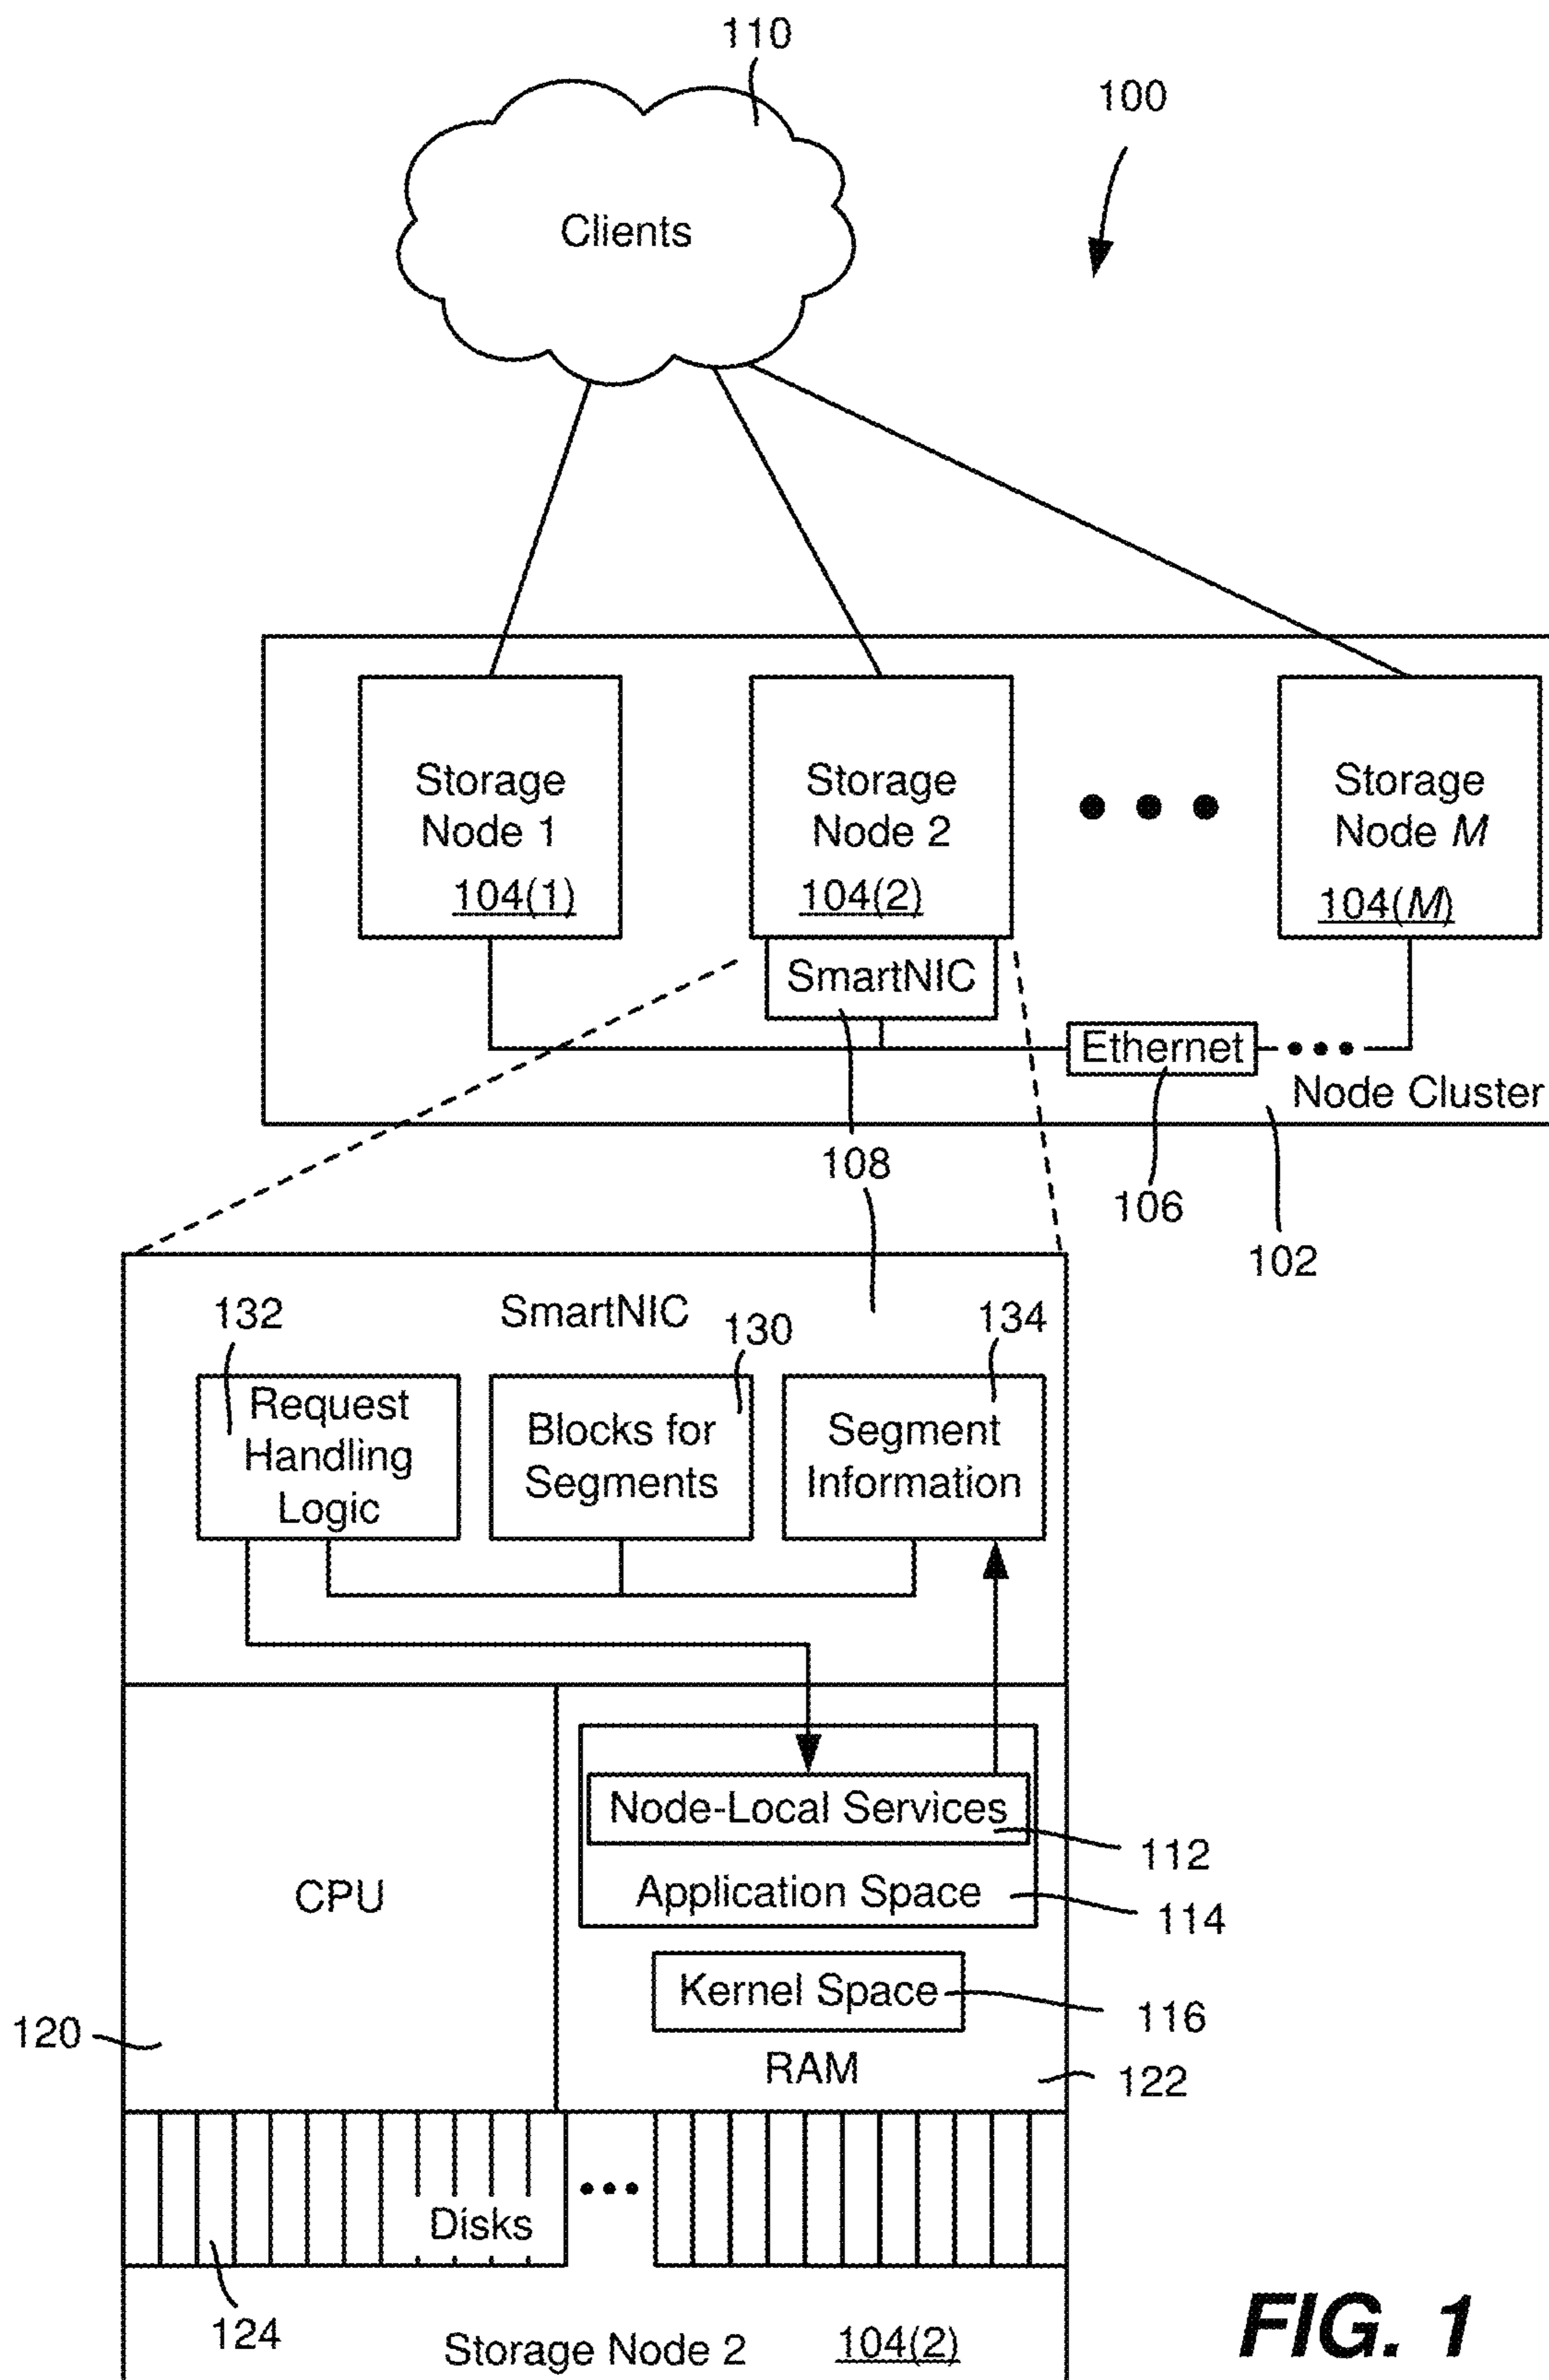 110
100
Clients
Storage
Node 1
104(1)
Storage
Node 2
104(2)
Storage
Node M
104(M)
SmartNIC
Ethernet
Node Cluster
108
106
102
SmartNIC
132
130
134
Request
Handling
Logic
Blocks for
Segments
Segment
Information
Node-Local Services
112
Application Space
114
CPU
Kernel Space
116
120
RAM
122
Disks
124
Storage Node 2
104(2)
FIG. 1